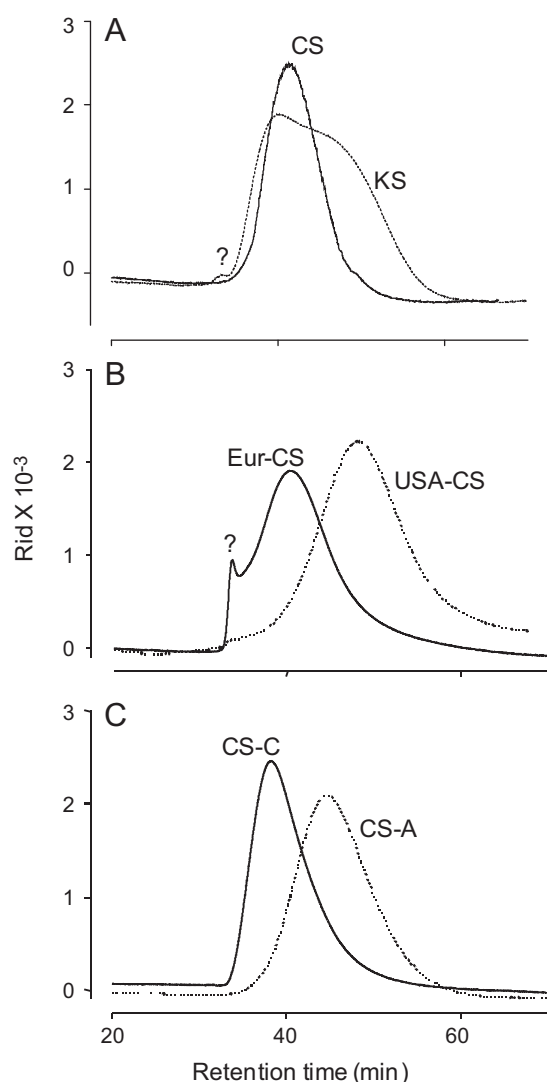 A
3
CS
2
KS
1
?
0
B
3
Eur-CS
USA-CS
2
?
1
0
Rid X 10-3
C
3
CS-C
CS-A
2
1
0
20 40 60
Retention time (min)